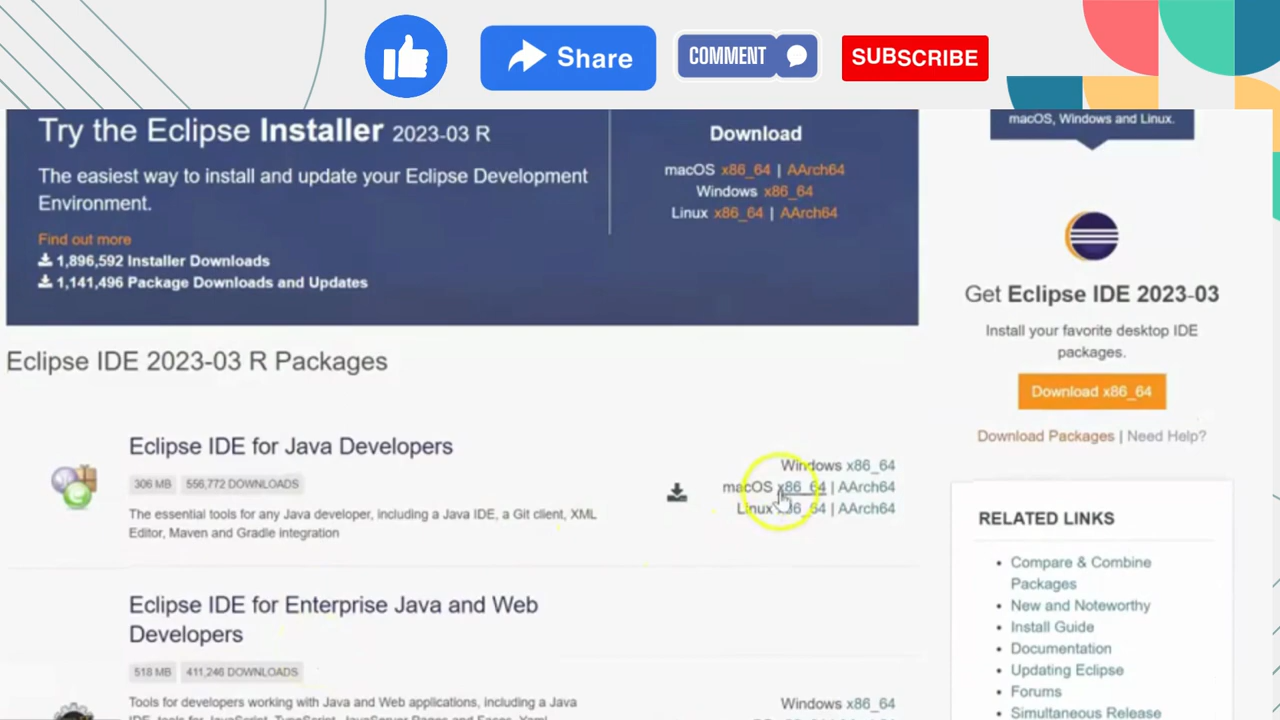 Share
COMMENT
SUBSCRIBE
Try the Eclipse Installer 2023-03 R
The easiest way to install and update your Eclipse Development
Environment.
Find out more
1,896,592 Installer Downloads
1,141,496 Package Downloads and Updates
Download
macOS x86_64 | AArch64
Windows x86_64
Linux x86_64 | AArch64
macOS, Windows and Linux.
Get Eclipse IDE 2023-03
Install your favorite desktop IDE
packages.
Download x86_64
Download Packages | Need Help?
Eclipse IDE 2023-03 R Packages
Eclipse IDE for Java Developers
306 MB 556,772 DOWNLOADS
The essential tools for any Java developer, including a Java IDE, a Git client, XML
Editor, Maven and Gradle integration
Windows x86_64
macOS x86_64 | AArch64
Linux x86_64 | AArch64
Eclipse IDE for Enterprise Java and Web
Developers
518 MB 411,246 DOWNLOADS
Tools for developers working with Java and Web applications, including a Java
Windows x86_64
RELATED LINKS
Compare & Combine
Packages
New and Noteworthy
Install Guide
Documentation
Updating Eclipse
Forums
Simultaneous Release